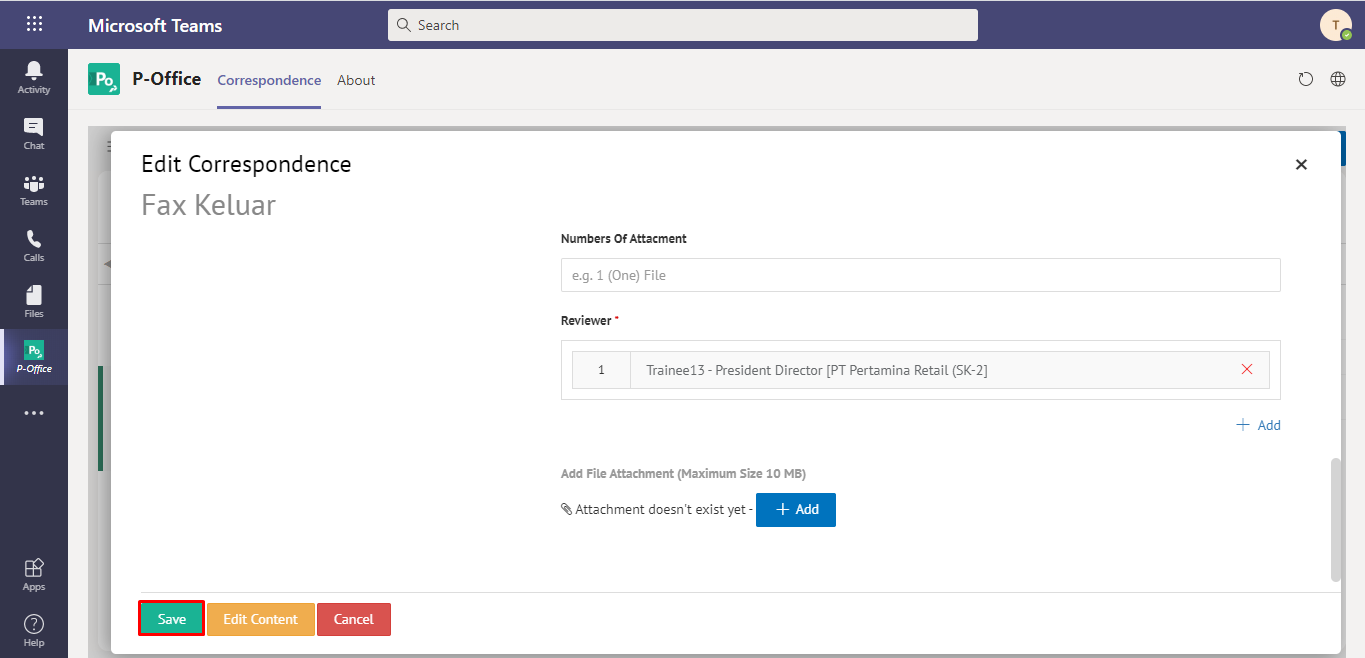 Microsoft Teams
Search
T
Activity
Chat
Teams
Calls
Files
Po
P-Office
Apps
Help
Po
P-Office
Correspondence
About
Edit Correspondence
Fax Keluar
Numbers Of Attacment
e.g. 1 (One) File
Reviewer *
1 Trainee13 - President Director [PT Pertamina Retail (SK-2]
+ Add
Add File Attachment (Maximum Size 10 MB)
Attachment doesn't exist yet - + Add
Save Edit Content Cancel